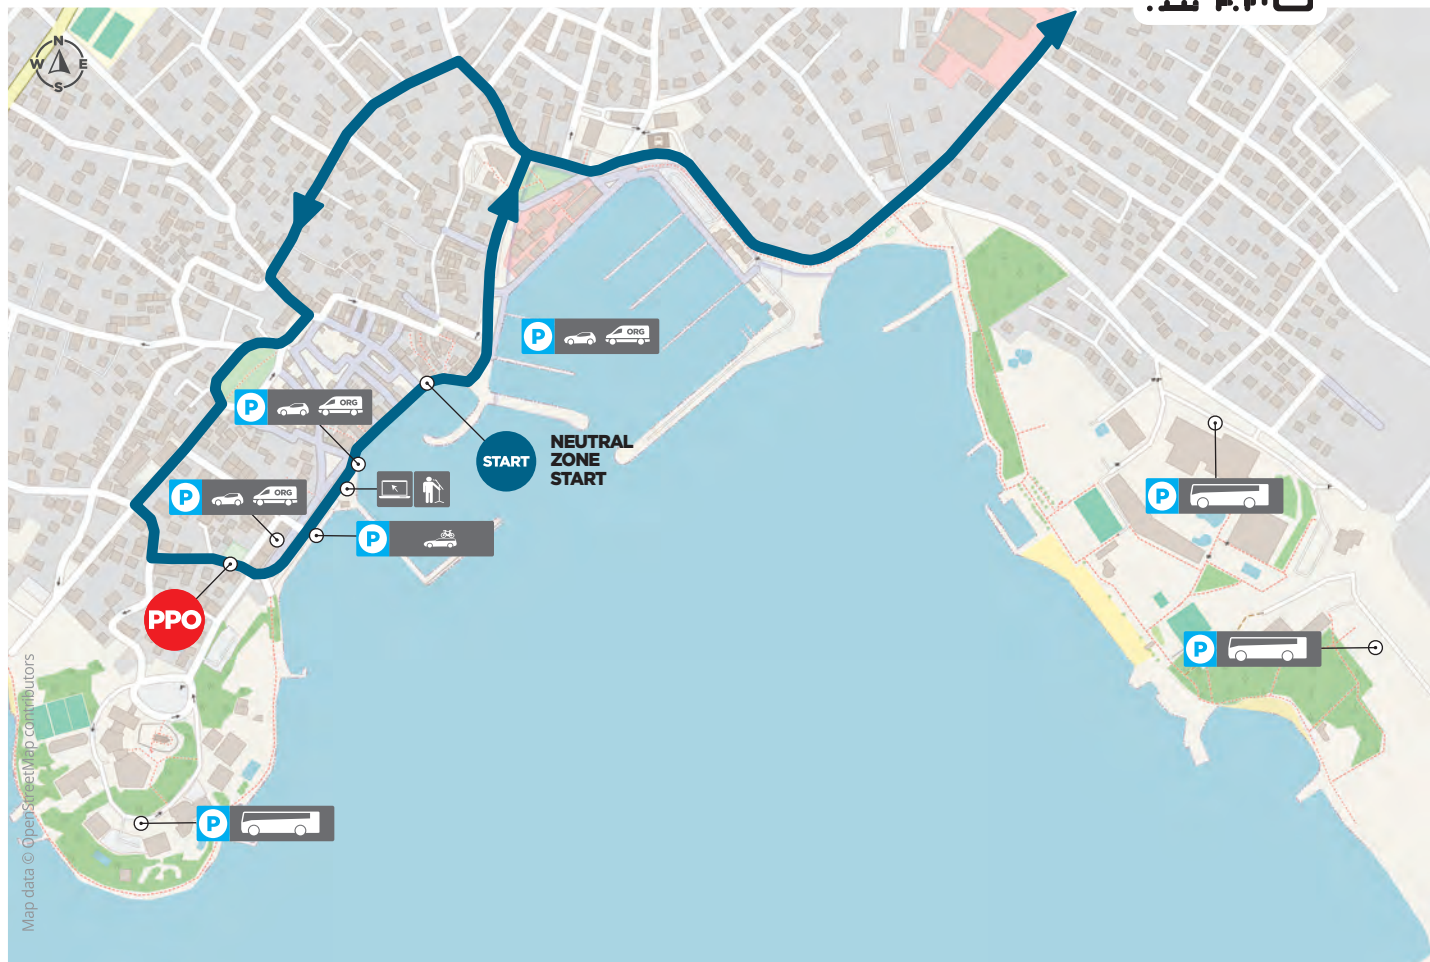 N
W E
S
P ORG
P ORG
START
NEUTRAL
ZONE
START
P ORG
P
P
PPO
P
P
Map data © OpenStreetMap contributors